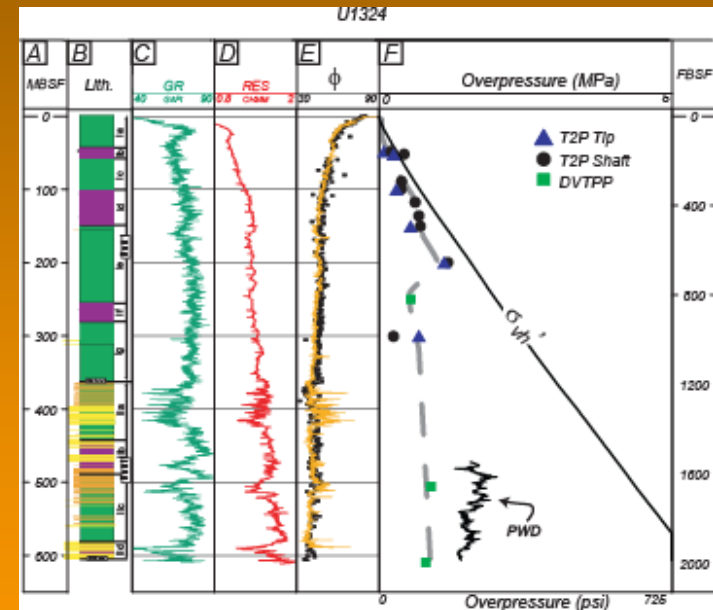 U1324
A B C D E F
MBSF Lith. GR RES ϕ Overpressure (MPa) FBSF
40 GAPI 90 0.8 OHMM 2 90 0 6
0 0
T2P Tip
T2P Shaft
DVTPP
100
400
200
800
σvh'
300
1200
400
1600
500
PWD
600
2000
0 Overpressure (psi) 725